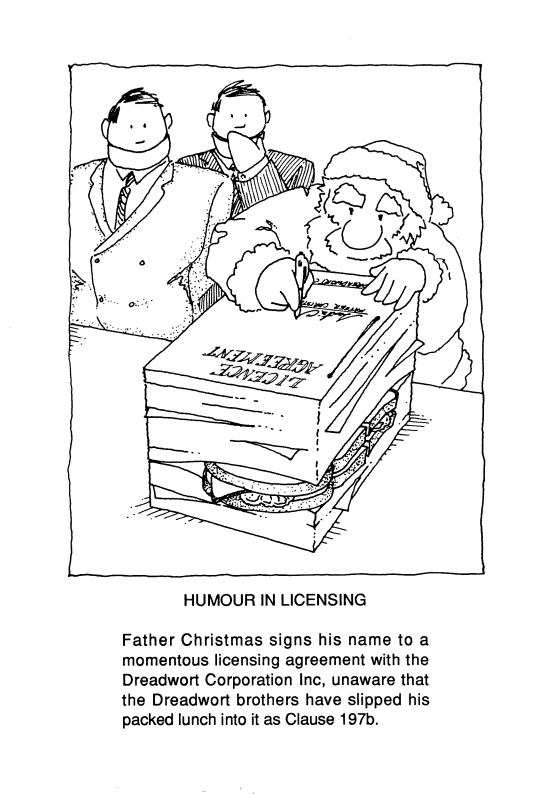 LICENCE
AGREEMENT
HUMOUR IN LICENSING
Father Christmas signs his name to a
momentous licensing agreement with the
Dreadwort Corporation Inc, unaware that
the Dreadwort brothers have slipped his
packed lunch into it as Clause 197b.